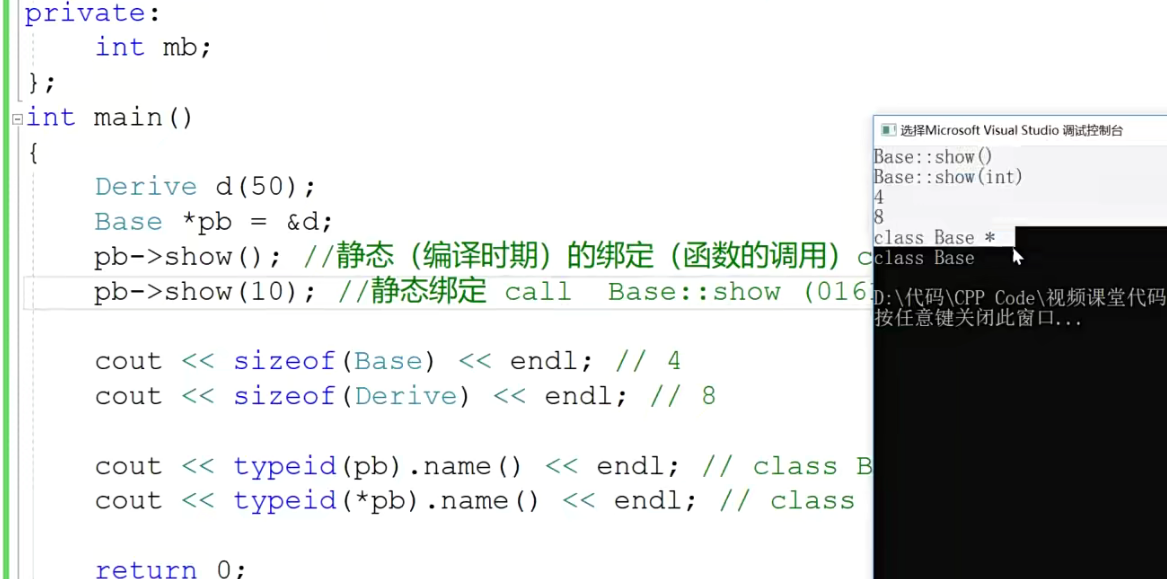 private:
int mb;
};
int main()
{
Derive d(50);
Base *pb = &d;
pb->show(); //静态（编译时期）的绑定（函数的调用）c
pb->show(10); //静态绑定 call Base::show (016
cout << sizeof(Base) << endl; // 4
cout << sizeof(Derive) << endl; // 8
cout << typeid(pb).name() << endl; // class B
cout << typeid(*pb).name() << endl; // class
return 0;
选择Microsoft Visual Studio 调试控制台
Base::show()
Base::show(int)
4
8
class Base *
class Base
D:\代码\CPP Code\视频课堂代码
按任意键关闭此窗口...